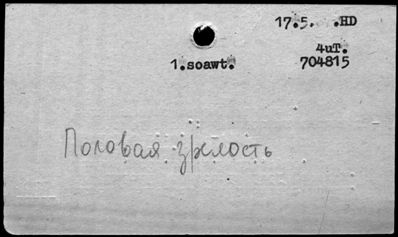 17.5. .HD
4uT.
1.soawt. 704815
Половая зрелость